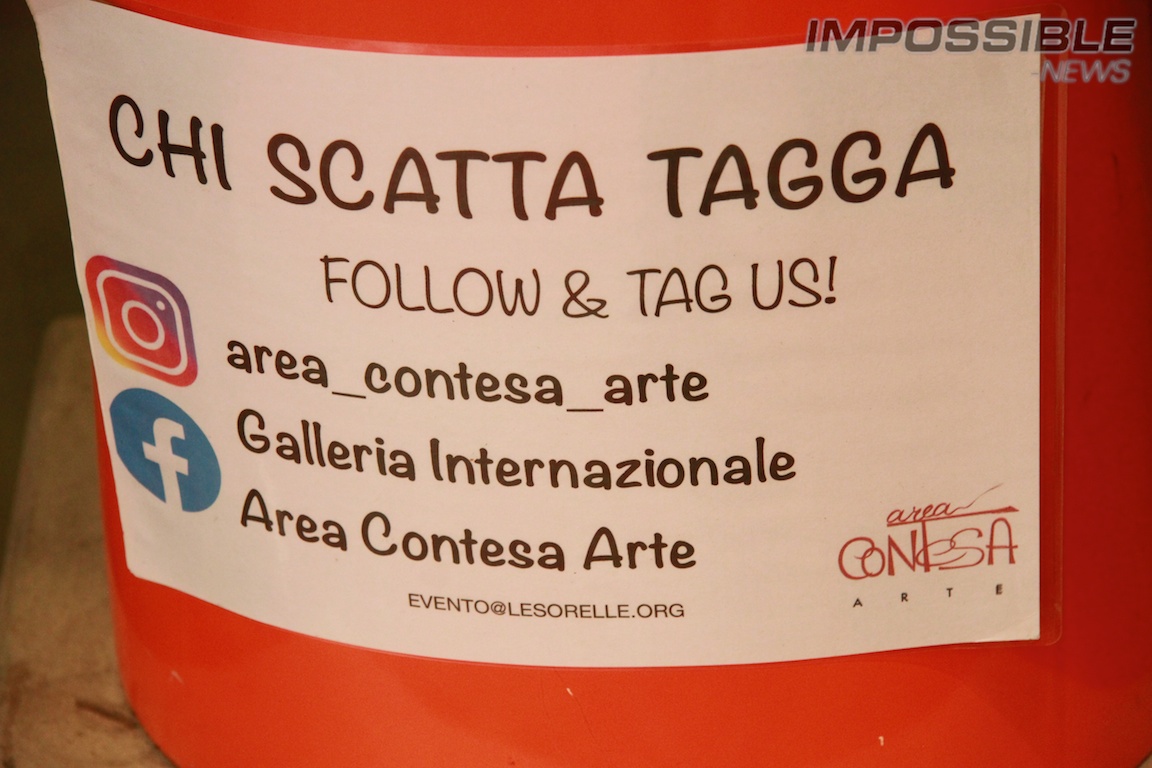 IMPOSSIBLE
NEWS
CHI SCATTA TAGGA
FOLLOW & TAG US!
area_contesa_arte
Galleria Internazionale
Area Contesa Arte
EVENTO@LESORELLE.ORG
area
CONTESA
ARTE